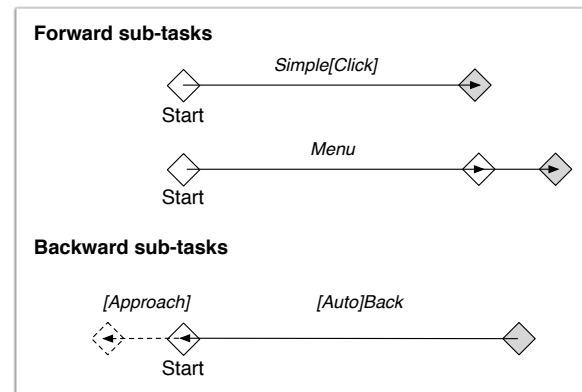 Forward sub-tasks
Simple[Click]
Start
Menu
Start
Backward sub-tasks
[Approach] [Auto]Back
Start